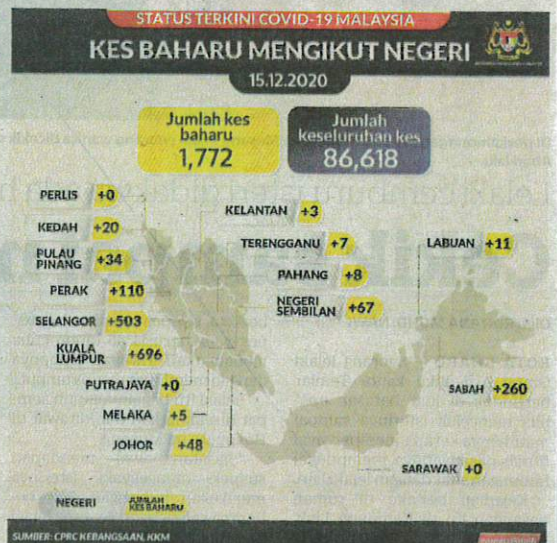 STATUS TERKINI COVID-19 MALAYSIA
KES BAHARU MENGIKUT NEGERI
15.12.2020
Jumlah kes
baharu
1,772
Jumlah
keseluruhan kes
86,618
PERLIS +0
KEDAH +20
PULAU
PINANG +34
PERAK +110
SELANGOR +503
KUALA
LUMPUR +696
PUTRAJAYA +0
MELAKA +5
JOHOR +48
KELANTAN +3
TERENGGANU +7
PAHANG +8
NEGERI
SEMBILAN +67
LABUAN +11
SABAH +260
SARAWAK +0
NEGERI
JUMLAH
KES BAHARU
SUMBER: CPRC KEBANGSAAN, KKM